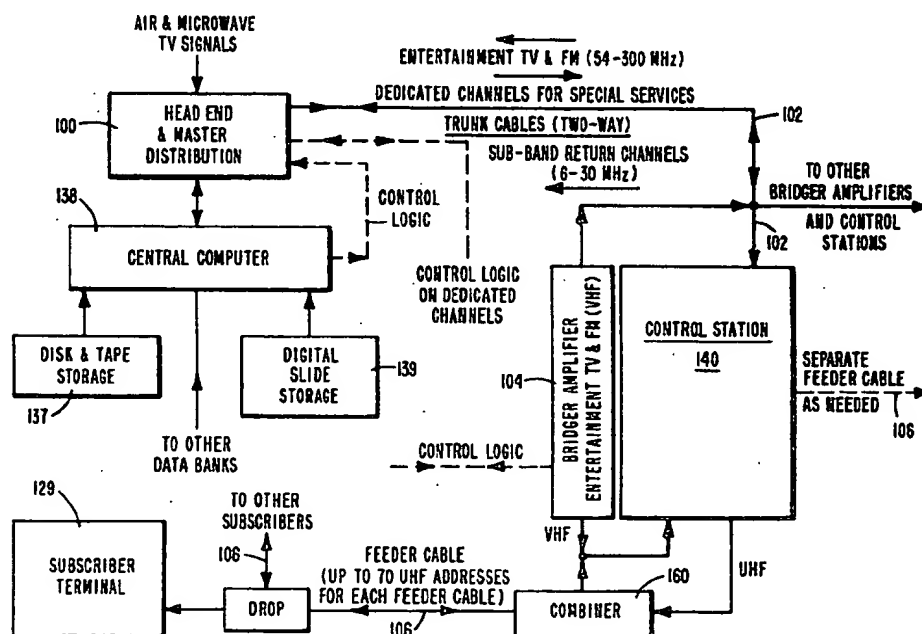 AIR & MICROWAVE
TV SIGNALS
ENTERTAINMENT TV & FM (54-300 MHz)
DEDICATED CHANNELS FOR SPECIAL SERVICES
100
HEAD END
& MASTER
DISTRIBUTION
102
TRUNK CABLES (TWO-WAY)
SUB-BAND RETURN CHANNELS
(6-30 MHz)
TO OTHER
BRIDGER AMPLIFIERS
AND CONTROL
STATIONS
102
138
CONTROL
LOGIC
CENTRAL COMPUTER
CONTROL LOGIC
ON DEDICATED
CHANNELS
DISK & TAPE
STORAGE
137
DIGITAL
SLIDE
STORAGE
139
104
BRIDGER AMPLIFIER
ENTERTAINMENT TV & FM (VHF)
CONTROL STATION
140
SEPARATE
FEEDER CABLE
AS NEEDED
106
TO OTHER
DATA BANKS
CONTROL LOGIC
129
SUBSCRIBER
TERMINAL
TO OTHER
SUBSCRIBERS
106
DROP
FEEDER CABLE
(UP TO 70 UHF ADDRESSES
FOR EACH FEEDER CABLE)
106
VHF
UHF
160
COMBINER